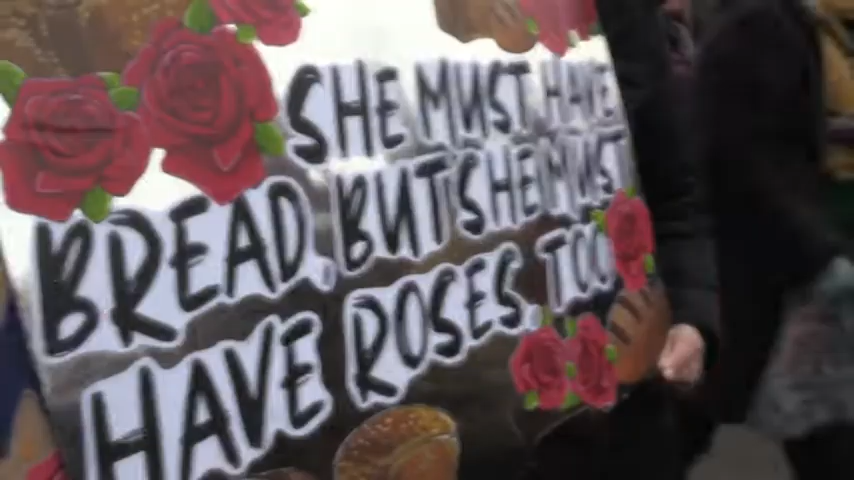 SHE MUST HAVE
BREAD, BUT SHE MUST
HAVE ROSES, TOO